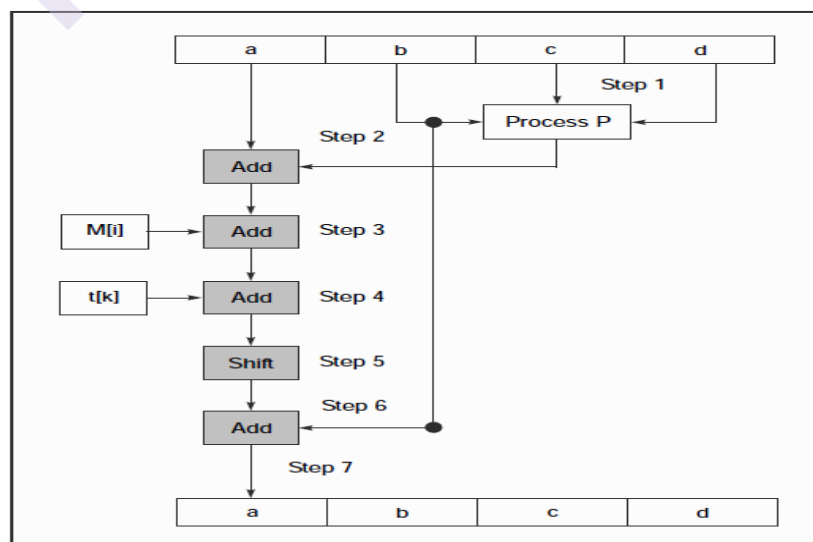 a b c d
Step 1
Process P
Step 2
Add
M[i] Add Step 3
t[k] Add Step 4
Shift Step 5
Step 6
Add
Step 7
a b c d